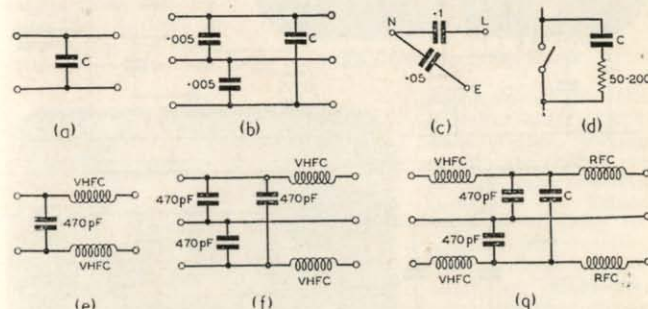 C
(a)
·005
·005
C
(b)
N
·1
L
·05
E
(c)
C
50-200
(d)
470pF
VHFC
VHFC
(e)
470pF
470pF
470pF
VHFC
VHFC
(f)
VHFC
470pF
470pF
C
RFC
VHFC
RFC
(g)